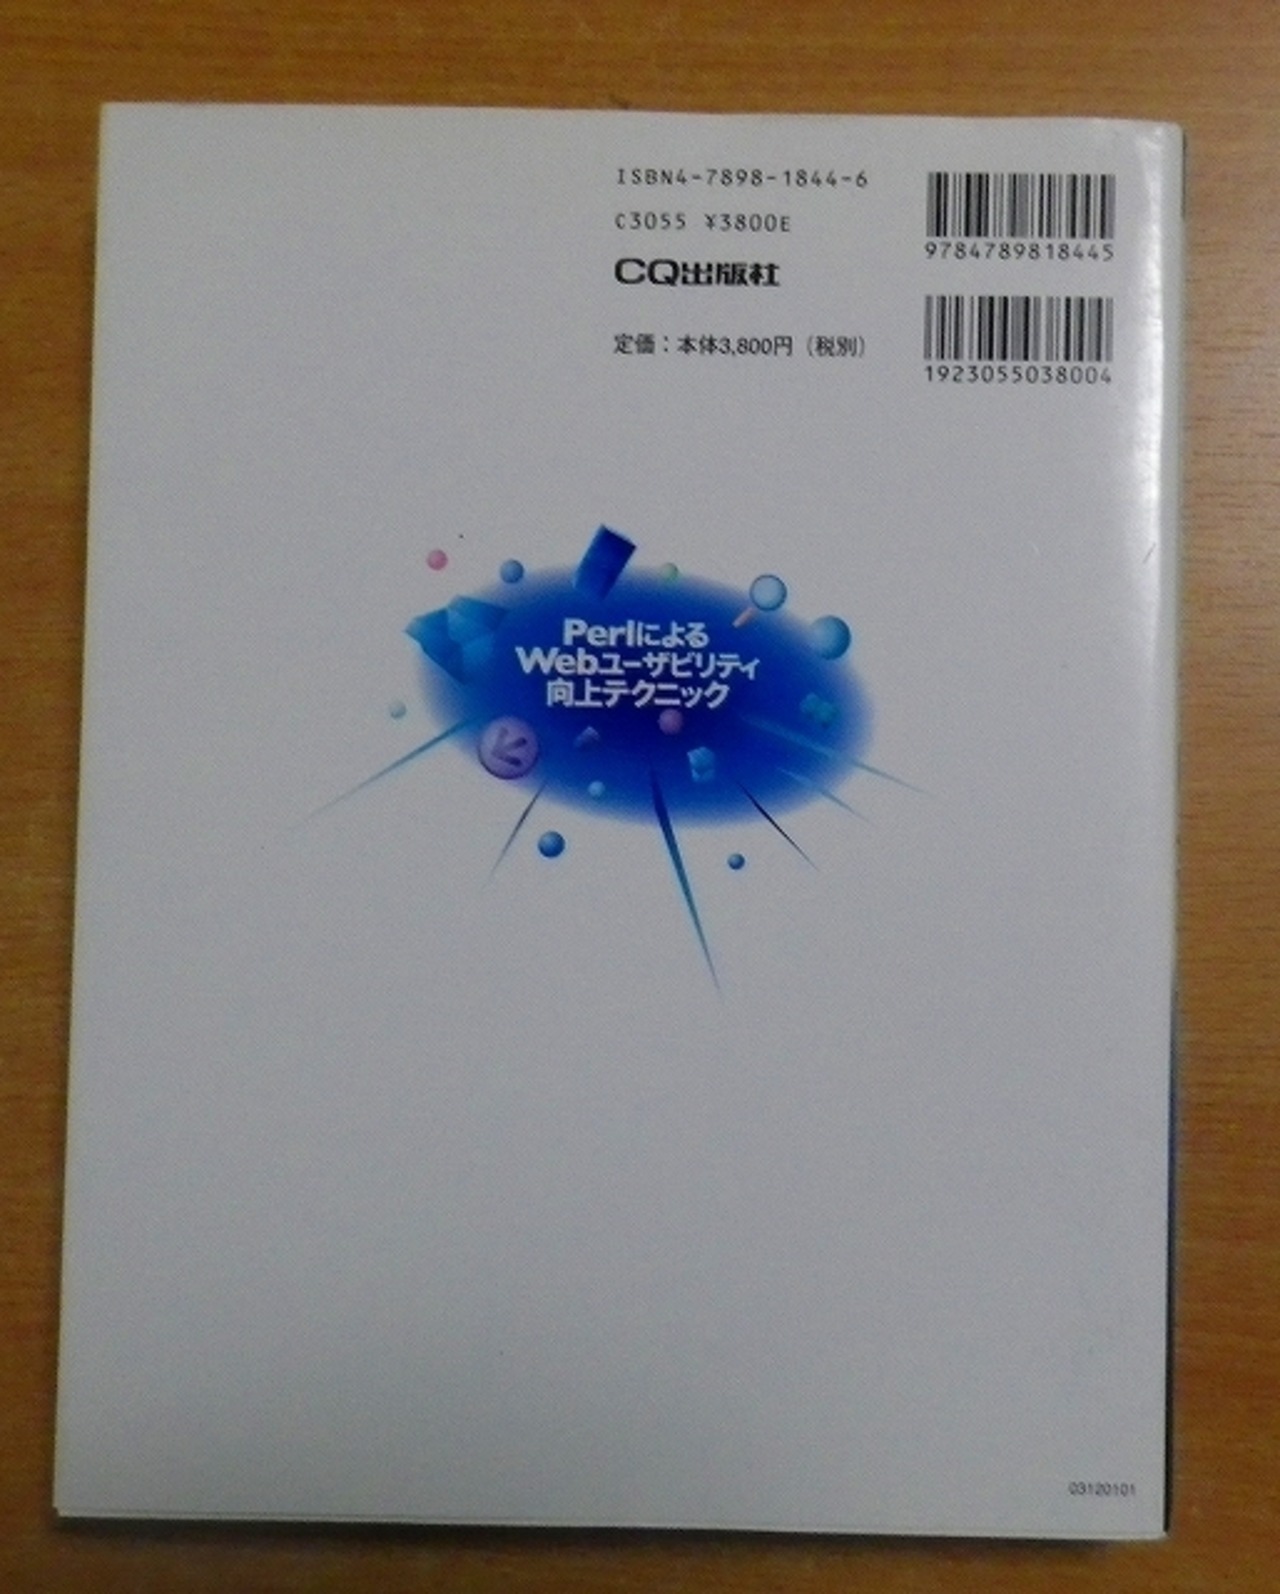 ISBN4-7898-1844-6
C3055 ¥3800E
CQ出版社
定価：本体3,800円（税別）
9784789818445
1923055038004
Perlによる
Webユーザビリティ
向上テクニック
03120101